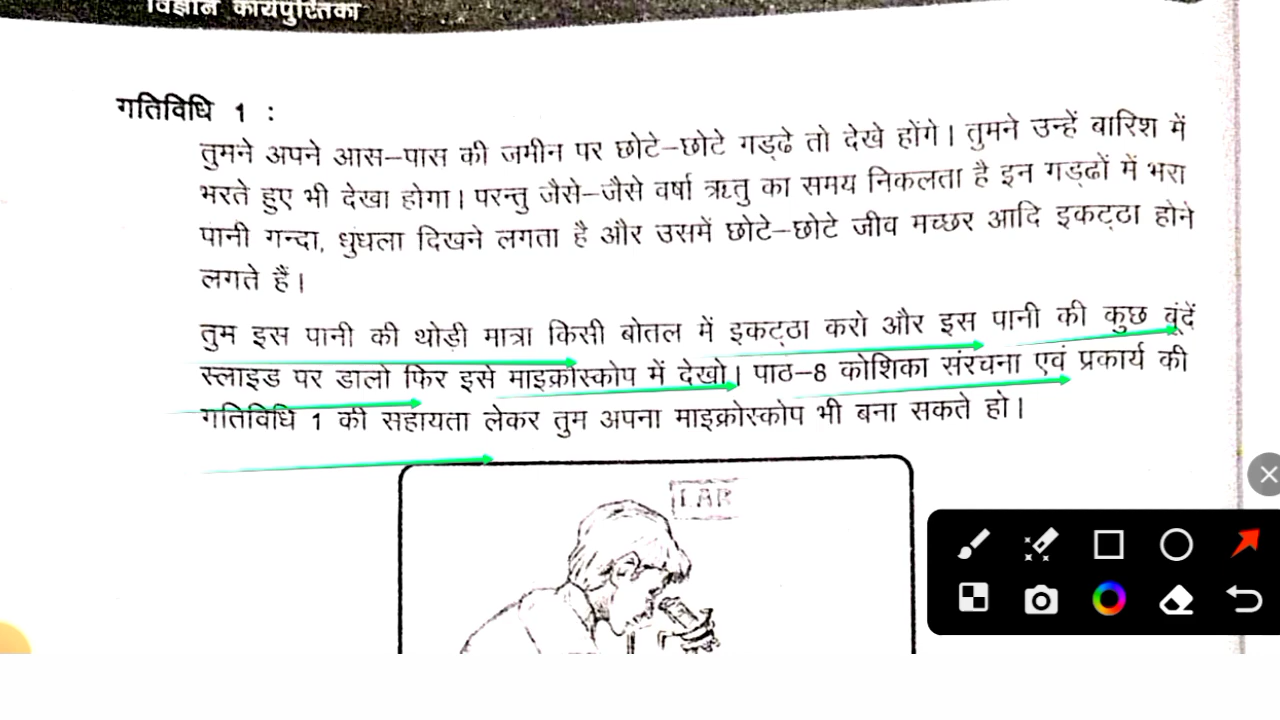 विज्ञान कार्यपुस्तिका
गतिविधि 1 :
तुमने अपने आस–पास की जमीन पर छोटे–छोटे गड्ढे तो देखे होंगे। तुमने उन्हें बारिश में
भरते हुए भी देखा होगा। परन्तु जैसे–जैसे वर्षा ऋतु का समय निकलता है इन गड्ढों में भरा
पानी गन्दा, धुंधला दिखने लगता है और उसमें छोटे–छोटे जीव मच्छर आदि इकट्ठा होने
लगते हैं।
तुम इस पानी की थोड़ी मात्रा किसी बोतल में इकट्ठा करो और इस पानी की कुछ बूंदें
स्लाइड पर डालो फिर इसे माइक्रोस्कोप में देखो। पाठ–8 कोशिका संरचना एवं प्रकार्य की
गतिविधि 1 की सहायता लेकर तुम अपना माइक्रोस्कोप भी बना सकते हो।
LAB